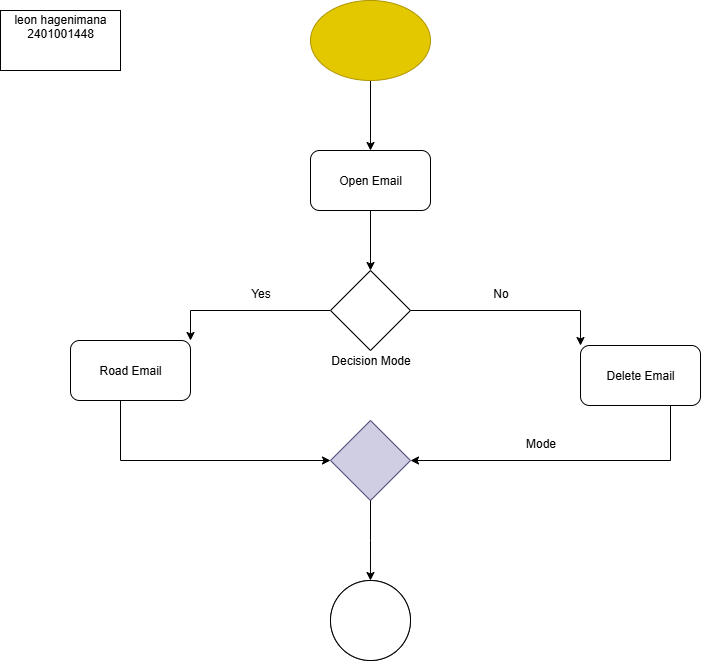 leon hagenimana
2401001448
Open Email
Yes
No
Decision Mode
Road Email
Delete Email
Mode